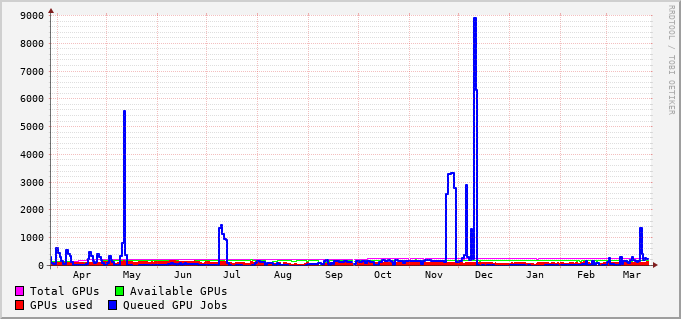 9000
8000
7000
6000
5000
4000
3000
2000
1000
0
Apr May Jun Jul Aug Sep Oct Nov Dec Jan Feb Mar
Total GPUs Available GPUs
GPUs used Queued GPU Jobs
RRDTOOL / TOBI OETIKER